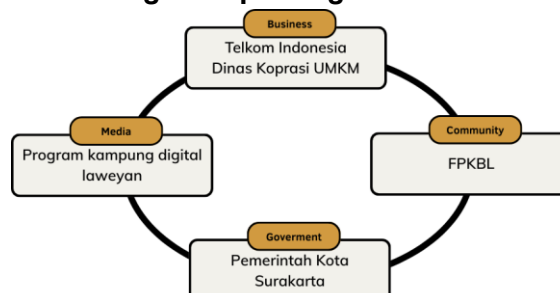 Business
Telkom Indonesia
Dinas Koprasi UMKM
Media
Program kampung digital
laweyan
Community
FPKBL
Goverment
Pemerintah Kota
Surakarta